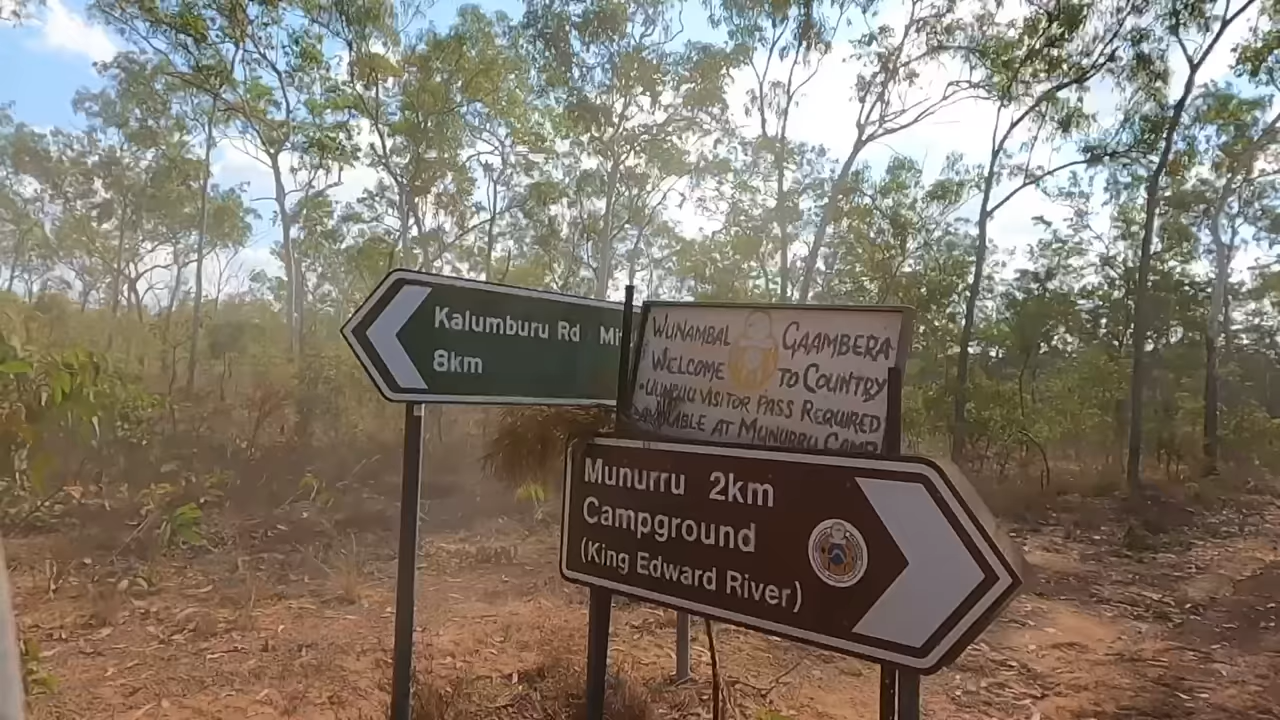 Kalumburu Rd Mi
8km
WUNAMBAL GAAMBERA
WELCOME TO COUNTRY
• UUNGUU VISITOR PASS REQUIRED
AVAILABLE AT MUNURRU CAMP
Munurru 2km
Campground
(King Edward River)